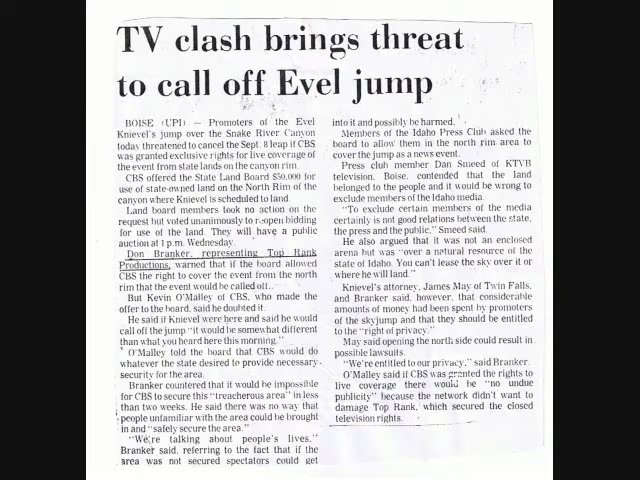 TV clash brings threat
to call off Evel jump
BOISE (UPI) — Promoters of the Evel
Knievel's jump over the Snake River Canyon
today threatened to cancel the Sept. 8 leap if CBS
was granted exclusive rights for live coverage of
the event from state lands on the canyon rim.
CBS offered the State Land Board $50,000 for
use of state-owned land on the North Rim of the
canyon where Knievel is scheduled to land.
Land board members took no action on the
request but voted unanimously to reopen bidding
for use of the land. They will have a public
auction at 1 p.m. Wednesday.
Don Branker, representing Top Rank
Productions, warned that if the board allowed
CBS the right to cover the event from the north
rim that the event would be called off.
But Kevin O'Malley of CBS, who made the
offer to the board, said he doubted it.
He said if Knievel were here and said he would
call off the jump "it would be somewhat different
than what you hear here this morning."
O'Malley told the board that CBS would do
whatever the state desired to provide necessary
security for the area.
Branker countered that it would be impossible
for CBS to secure this "treacherous area" in less
than two weeks. He said there was no way that
people unfamiliar with the area could be brought
in and "safely secure the area."
"We're talking about people's lives,"
Branker said, referring to the fact that if the
area was not secured spectators could get
into it and possibly be harmed.
Members of the Idaho Press Club asked the
board to allow them in the north rim area to
cover the jump as a news event.
Press club member Dan Smeed of KTVB
television, Boise, contended that the land
belonged to the people and it would be wrong to
exclude members of the Idaho media.
"To exclude certain members of the media
certainly is not good relations between the state,
the press and the public," Smeed said.
He also argued that it was not an enclosed
arena but was "over a natural resource of the
state of Idaho. You can't lease the sky over it or
where he will land."
Knievel's attorney, James May of Twin Falls,
and Branker said, however, that considerable
amounts of money had been spent by promoters
of the skyjump and that they should be entitled
to the "right of privacy."
May said opening the north side could result in
possible lawsuits.
"We're entitled to our privacy," said Branker.
O'Malley said if CBS was granted the rights to
live coverage there would be "no undue
publicity" because the network didn't want to
damage Top Rank, which secured the closed
television rights.